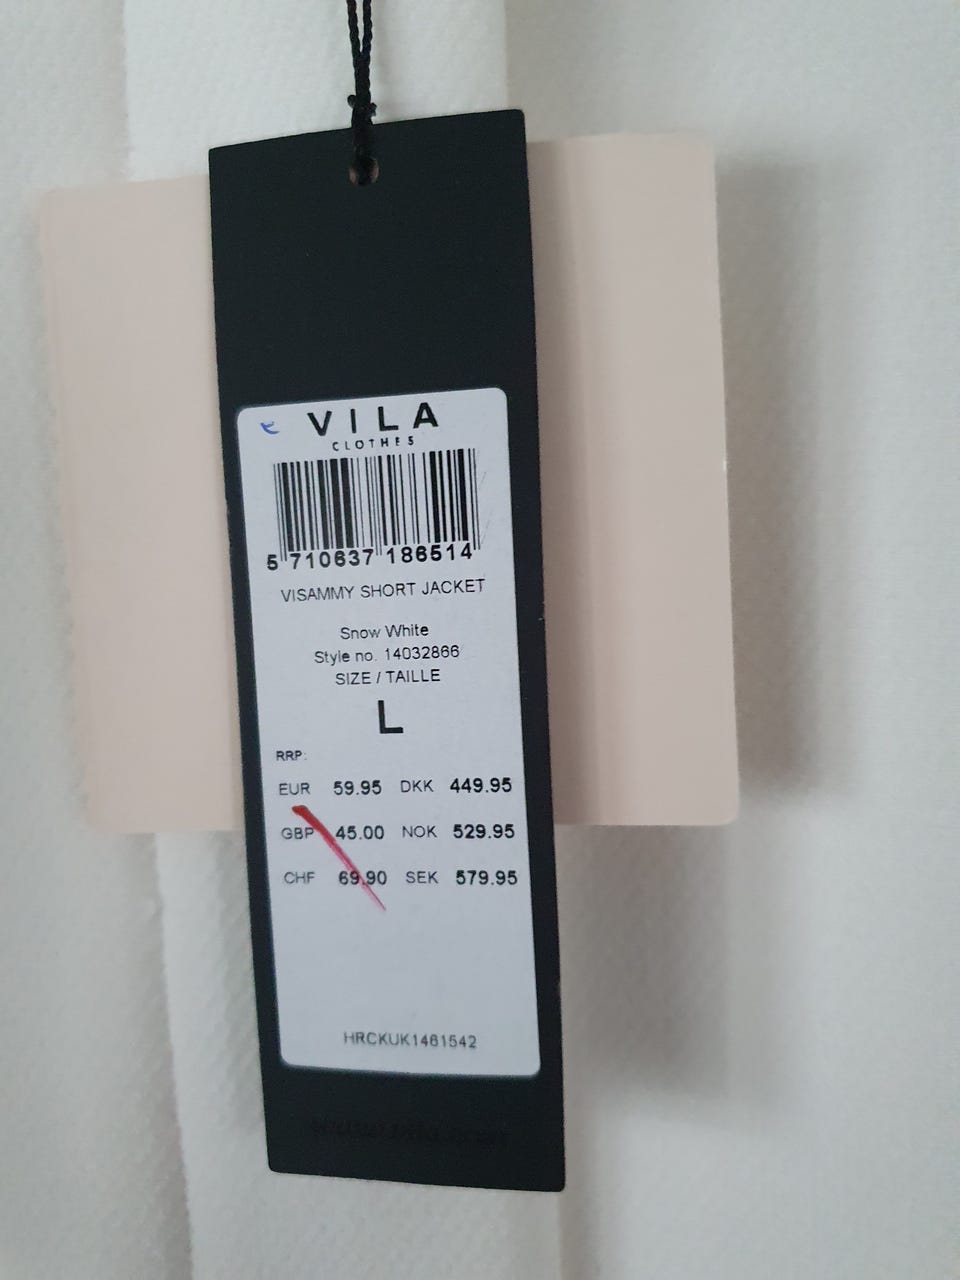 VILA
CLOTHES
5 710637 186514
VISAMMY SHORT JACKET
Snow White
Style no. 14032866
SIZE / TAILLE
L
RRP:
EUR 59.95 DKK 449.95
GBP 45.00 NOK 529.95
CHF 69.90 SEK 579.95
HRCKUK1461542